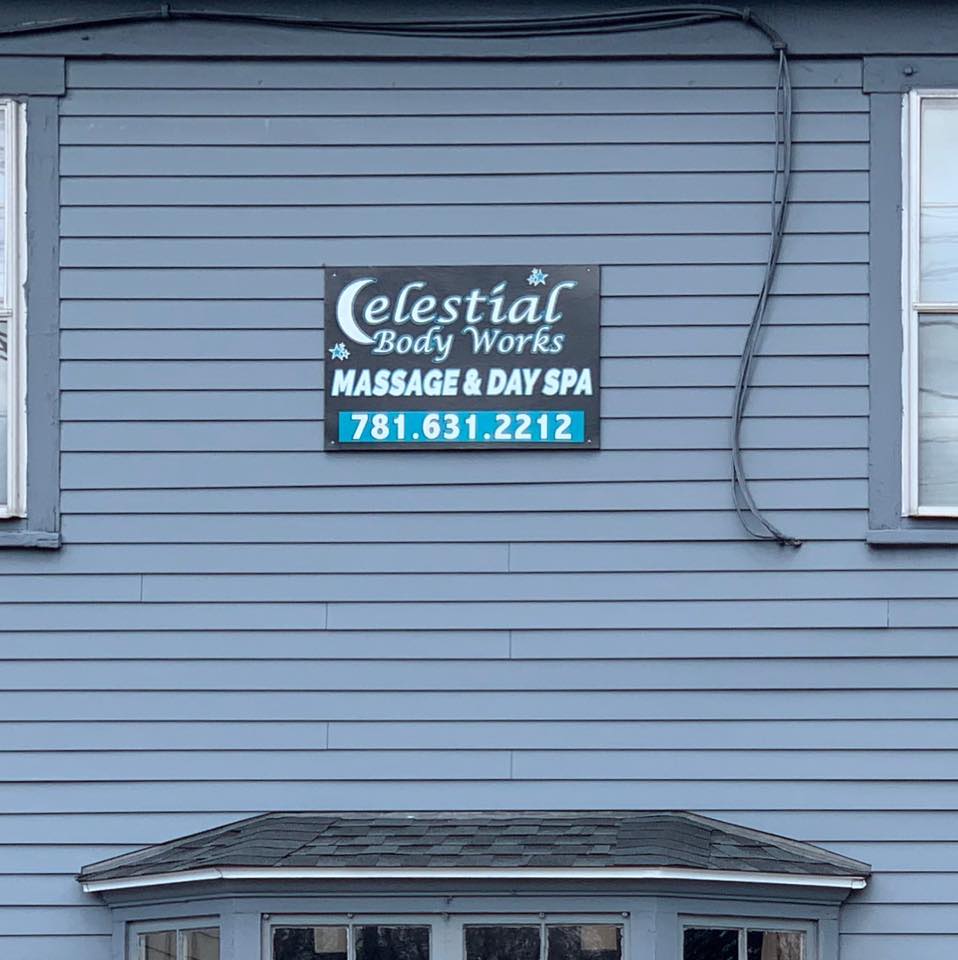 Celestial
Body Works
MASSAGE & DAY SPA
781.631.2212